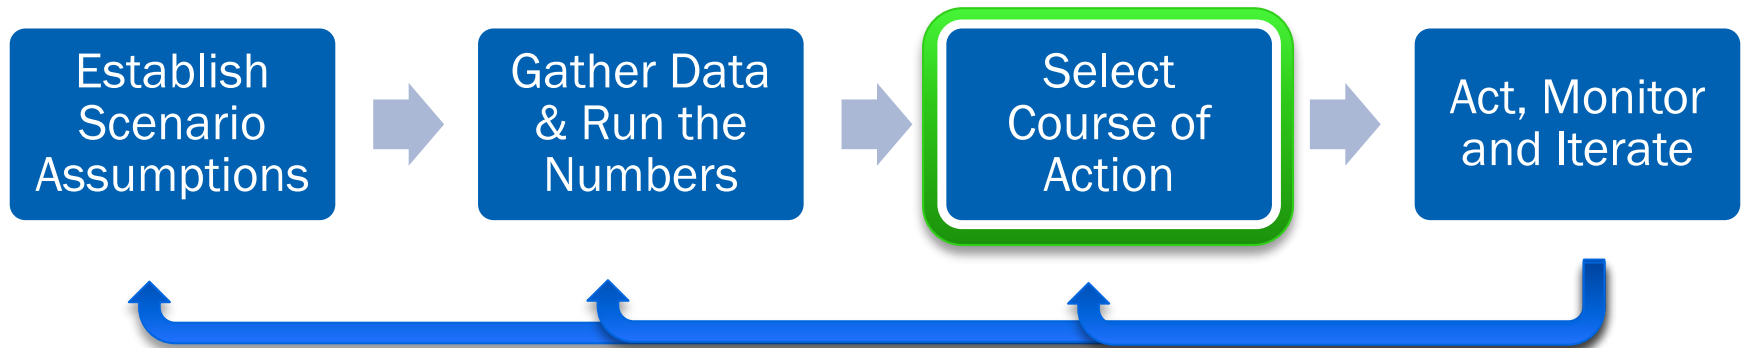 Establish
Scenario
Assumptions
Gather Data
& Run the
Numbers
Select
Course of
Action
Act, Monitor
and Iterate